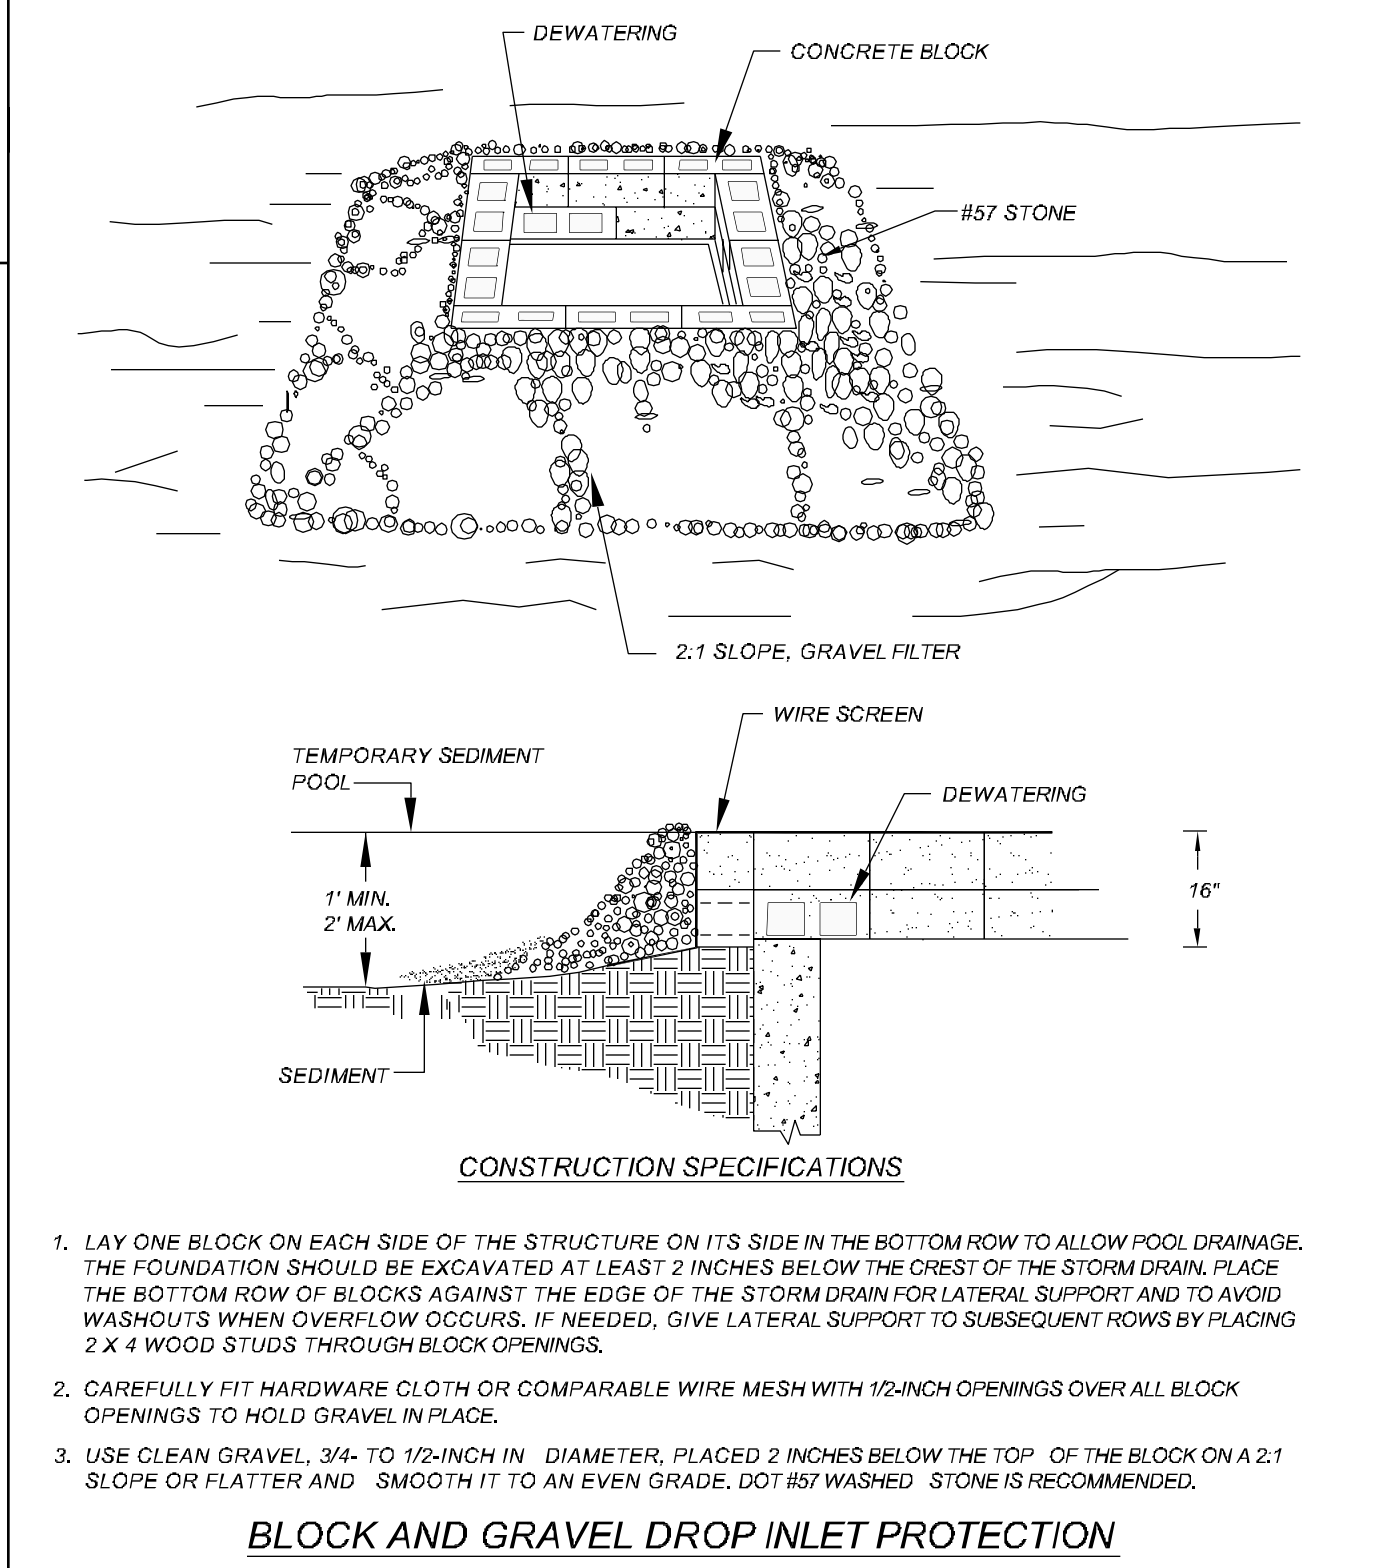 DEWATERING
CONCRETE BLOCK
#57 STONE
2:1 SLOPE, GRAVEL FILTER
WIRE SCREEN
TEMPORARY SEDIMENT
POOL
DEWATERING
1' MIN.
2' MAX.
16"
SEDIMENT
CONSTRUCTION SPECIFICATIONS
1. LAY ONE BLOCK ON EACH SIDE OF THE STRUCTURE ON ITS SIDE IN THE BOTTOM ROW TO ALLOW POOL DRAINAGE.
THE FOUNDATION SHOULD BE EXCAVATED AT LEAST 2 INCHES BELOW THE CREST OF THE STORM DRAIN. PLACE
THE BOTTOM ROW OF BLOCKS AGAINST THE EDGE OF THE STORM DRAIN FOR LATERAL SUPPORT AND TO AVOID
WASHOUTS WHEN OVERFLOW OCCURS. IF NEEDED, GIVE LATERAL SUPPORT TO SUBSEQUENT ROWS BY PLACING
2 X 4 WOOD STUDS THROUGH BLOCK OPENINGS.
2. CAREFULLY FIT HARDWARE CLOTH OR COMPARABLE WIRE MESH WITH 1/2-INCH OPENINGS OVER ALL BLOCK
OPENINGS TO HOLD GRAVEL IN PLACE.
3. USE CLEAN GRAVEL, 3/4- TO 1/2-INCH IN DIAMETER, PLACED 2 INCHES BELOW THE TOP OF THE BLOCK ON A 2:1
SLOPE OR FLATTER AND SMOOTH IT TO AN EVEN GRADE. DOT #57 WASHED STONE IS RECOMMENDED.
BLOCK AND GRAVEL DROP INLET PROTECTION